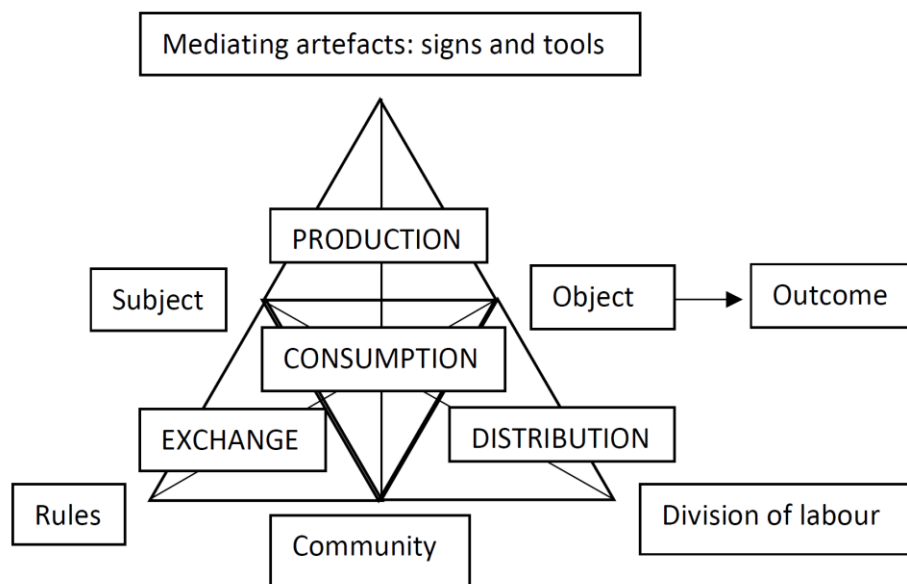 Mediating artefacts: signs and tools
PRODUCTION
Subject
Object
Outcome
CONSUMPTION
EXCHANGE
DISTRIBUTION
Rules
Community
Division of labour